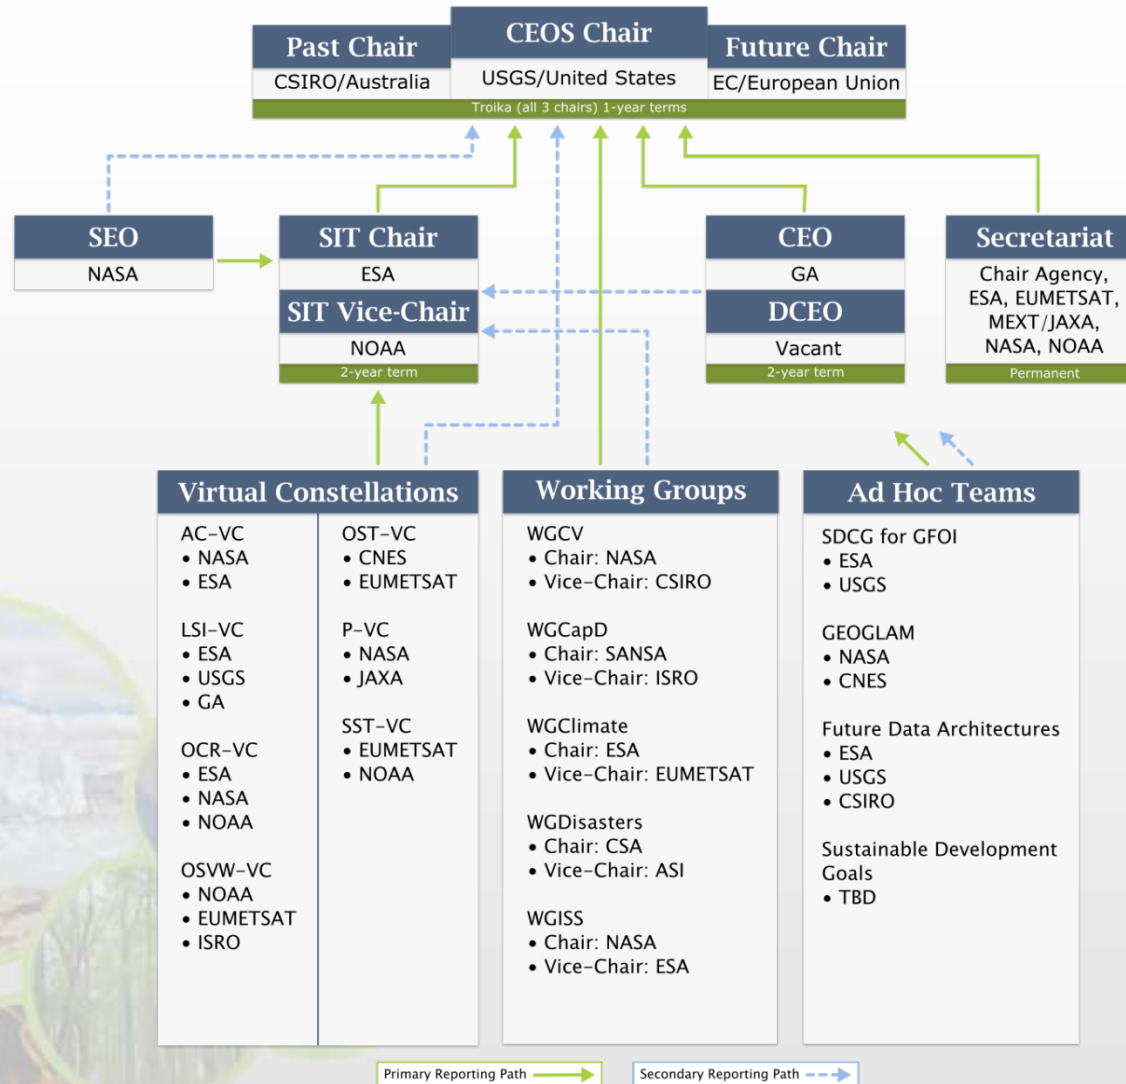 Past Chair
CSIRO/Australia
CEOS Chair
USGS/United States
Future Chair
EC/European Union
Troika (all 3 chairs) 1-year terms
SEO
NASA
SIT Chair
ESA
SIT Vice-Chair
NOAA
2-year term
CEO
GA
DCEO
Vacant
2-year term
Secretariat
Chair Agency,
ESA, EUMETSAT,
MEXT/JAXA,
NASA, NOAA
Permanent
Virtual Constellations
AC-VC
• NASA
• ESA
LSI-VC
• ESA
• USGS
• GA
OCR-VC
• ESA
• NASA
• NOAA
OSVW-VC
• NOAA
• EUMETSAT
• ISRO
OST-VC
• CNES
• EUMETSAT
P-VC
• NASA
• JAXA
SST-VC
• EUMETSAT
• NOAA
Working Groups
WGCV
• Chair: NASA
• Vice-Chair: CSIRO
WGCapD
• Chair: SANSA
• Vice-Chair: ISRO
WGClimate
• Chair: ESA
• Vice-Chair: EUMETSAT
WGDisasters
• Chair: CSA
• Vice-Chair: ASI
WGISS
• Chair: NASA
• Vice-Chair: ESA
Ad Hoc Teams
SDCG for GFOI
• ESA
• USGS
GEOGLAM
• NASA
• CNES
Future Data Architectures
• ESA
• USGS
• CSIRO
Sustainable Development
Goals
• TBD
Primary Reporting Path
Secondary Reporting Path